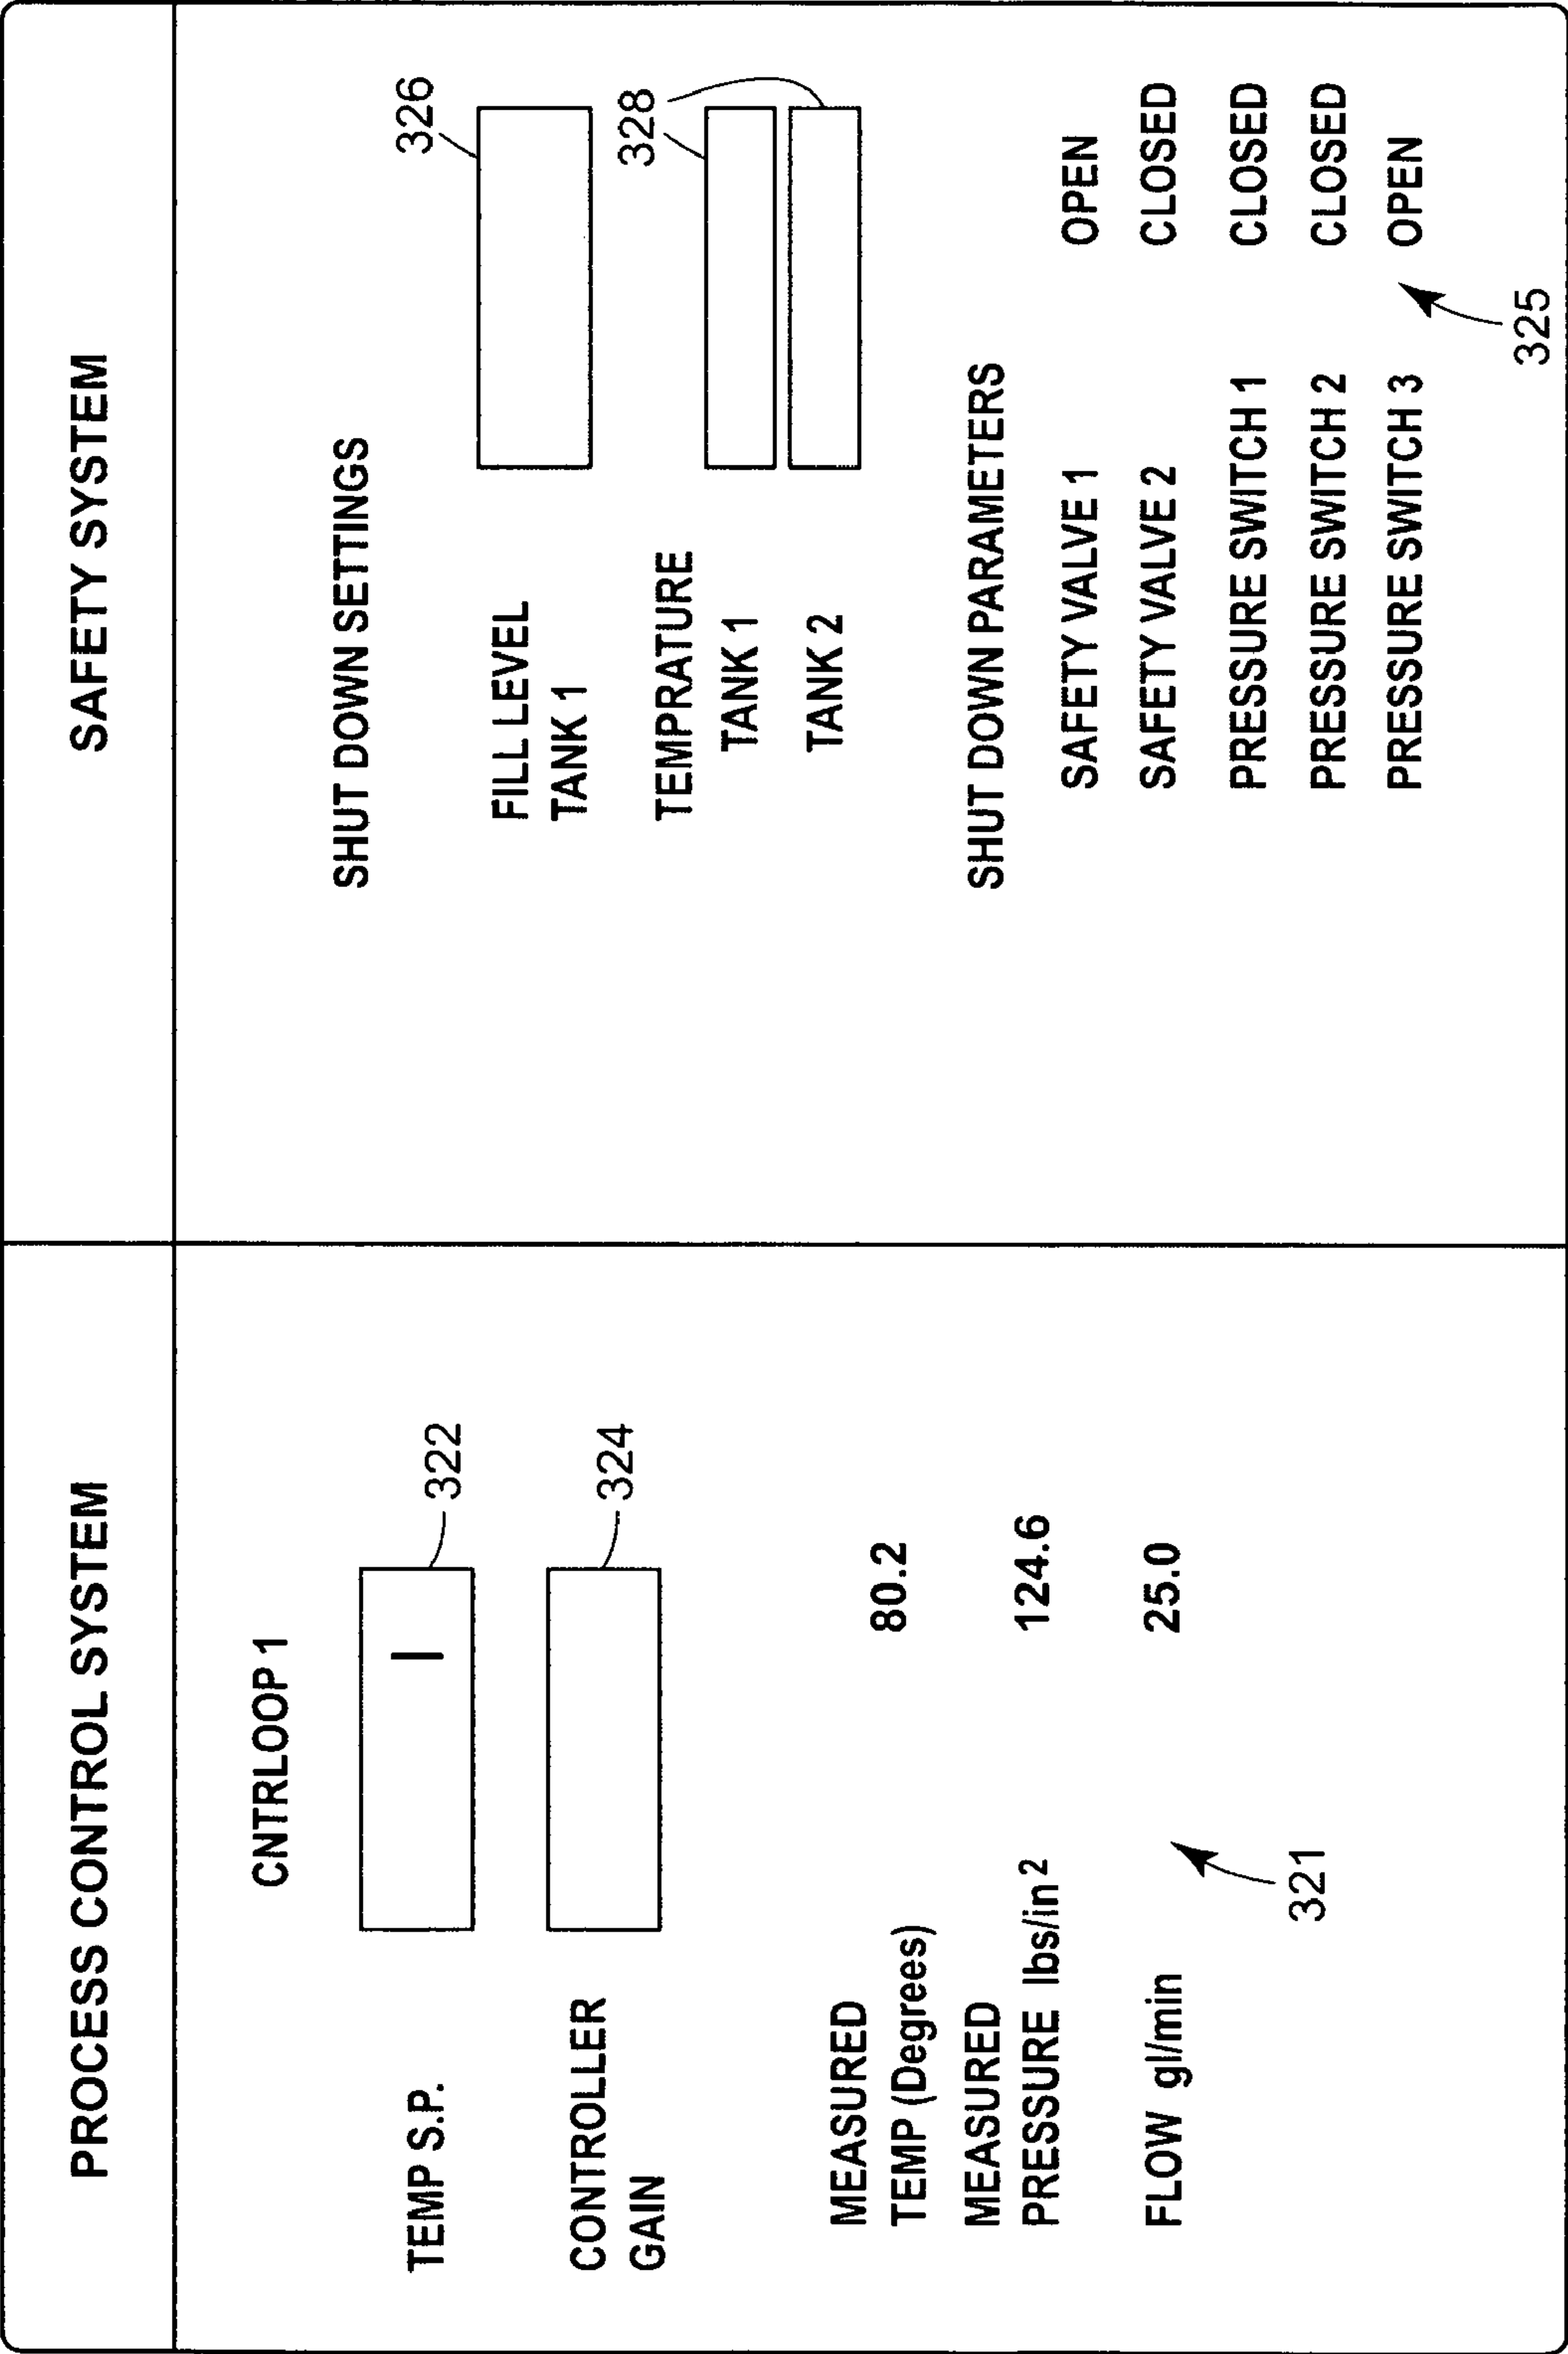 PROCESS CONTROL SYSTEM
CNTRLOOP 1
TEMP S.P.
322
CONTROLLER
GAIN
324
MEASURED
TEMP (Degrees) 80.2
MEASURED
PRESSURE lbs/in² 124.6
FLOW gl/min 25.0
321
SAFETY SYSTEM
SHUT DOWN SETTINGS
326
FILL LEVEL
TANK 1
TEMPRATURE
328
TANK 1
TANK 2
SHUT DOWN PARAMETERS
SAFETY VALVE 1 OPEN
SAFETY VALVE 2 CLOSED
PRESSURE SWITCH 1 CLOSED
PRESSURE SWITCH 2 CLOSED
PRESSURE SWITCH 3 OPEN
325